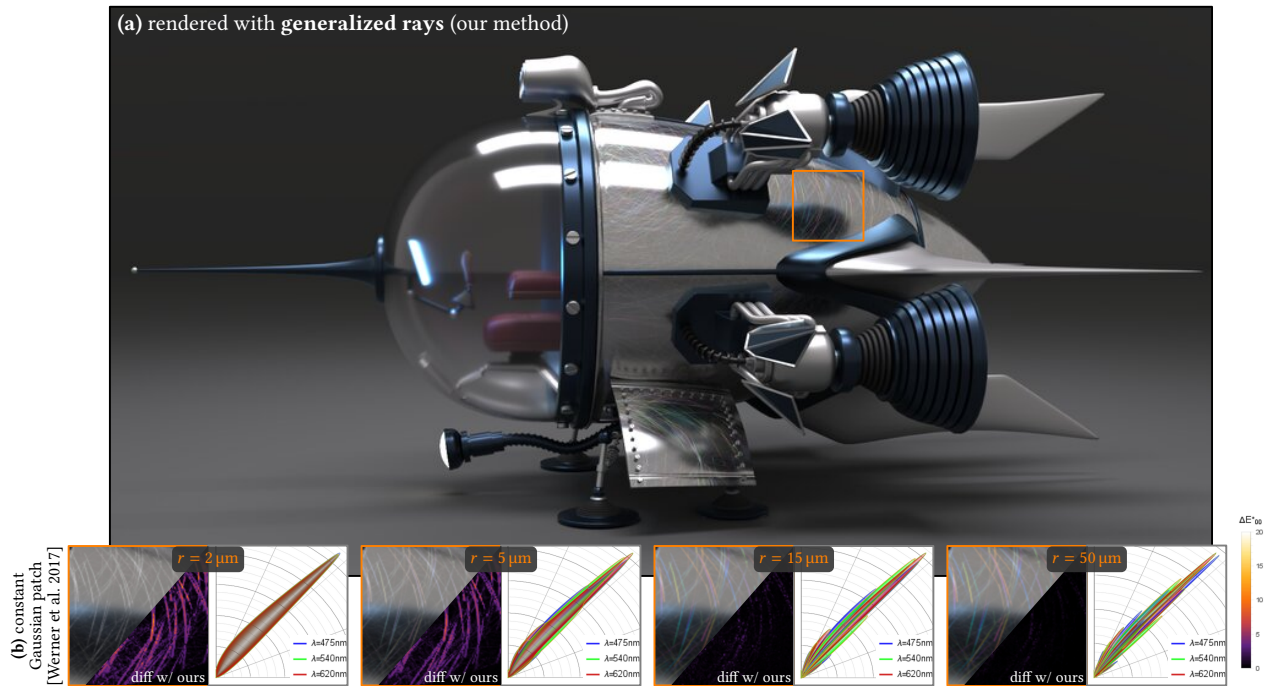 (a) rendered with generalized rays (our method)
(b) constant
Gaussian patch
[Werner et al. 2017]
r = 2 µm
diff w/ ours
λ=475nm
λ=540nm
λ=620nm
r = 5 µm
diff w/ ours
λ=475nm
λ=540nm
λ=620nm
r = 15 µm
diff w/ ours
λ=475nm
λ=540nm
λ=620nm
r = 50 µm
diff w/ ours
λ=475nm
λ=540nm
λ=620nm
ΔE*00
20
15
10
5
0